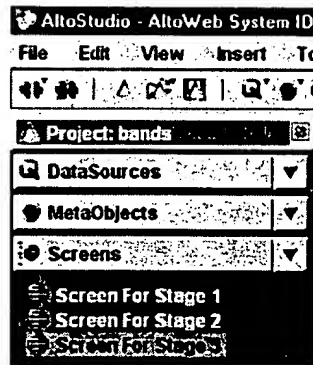 AltoStudio - AltoWeb System ID
File Edit View Insert To
Project: bands
DataSources
MetaObjects
Screens
Screen For Stage 1
Screen For Stage 2
Screen For Stage 3